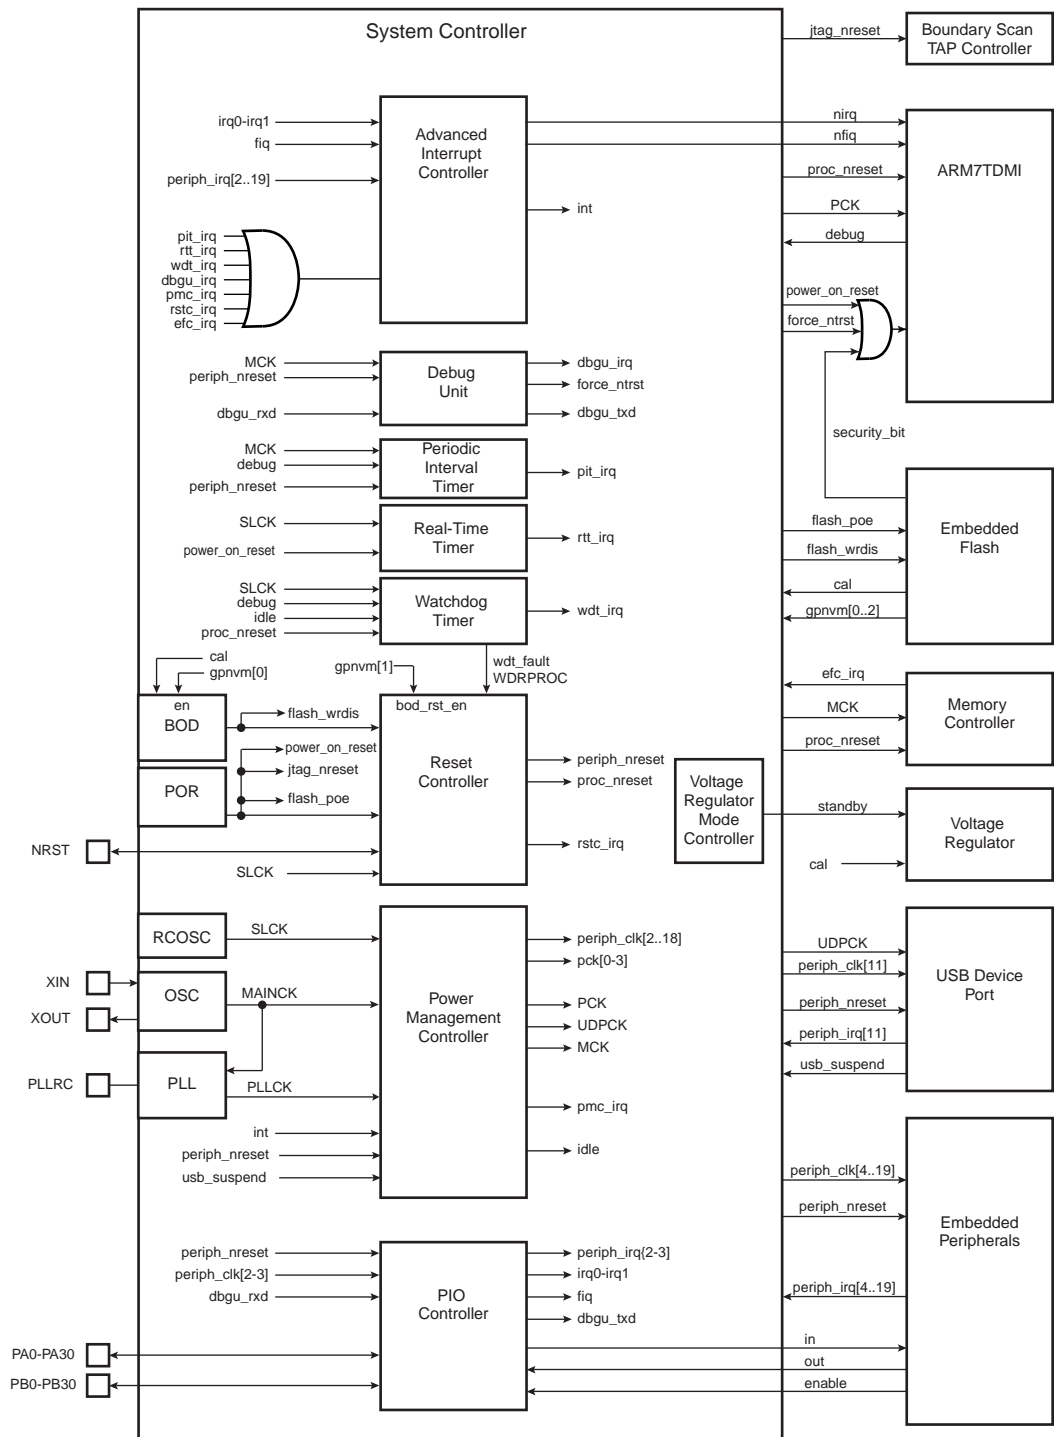 System Controller
jtag_nreset
Boundary Scan
TAP Controller
irq0-irq1
fiq
periph_irq[2..19]
Advanced
Interrupt
Controller
int
nirq
nfiq
proc_nreset
PCK
debug
ARM7TDMI
pit_irq
rtt_irq
wdt_irq
dbgu_irq
pmc_irq
rstc_irq
efc_irq
power_on_reset
force_ntrst
security_bit
MCK
periph_nreset
dbgu_rxd
Debug
Unit
dbgu_irq
force_ntrst
dbgu_txd
MCK
debug
periph_nreset
Periodic
Interval
Timer
pit_irq
SLCK
power_on_reset
Real-Time
Timer
rtt_irq
flash_poe
flash_wrdis
cal
gpnvm[0..2]
Embedded
Flash
SLCK
debug
idle
proc_nreset
Watchdog
Timer
wdt_irq
wdt_fault
WDRPROC
cal
gpnvm[0]
gpnvm[1]
en
BOD
flash_wrdis
bod_rst_en
Reset
Controller
power_on_reset
jtag_nreset
flash_poe
POR
periph_nreset
proc_nreset
rstc_irq
NRST
SLCK
efc_irq
MCK
proc_nreset
Memory
Controller
Voltage
Regulator
Mode
Controller
standby
cal
Voltage
Regulator
RCOSC
SLCK
XIN
OSC
MAINCK
XOUT
PLLRC
PLL
PLLCK
int
periph_nreset
usb_suspend
Power
Management
Controller
periph_clk[2..18]
pck[0-3]
PCK
UDPCK
MCK
pmc_irq
idle
UDPCK
periph_clk[11]
periph_nreset
periph_irq[11]
usb_suspend
USB Device
Port
periph_nreset
periph_clk[2-3]
dbgu_rxd
PIO
Controller
periph_irq{2-3]
irq0-irq1
fiq
dbgu_txd
PA0-PA30
PB0-PB30
periph_clk[4..19]
periph_nreset
periph_irq[4..19]
in
out
enable
Embedded
Peripherals